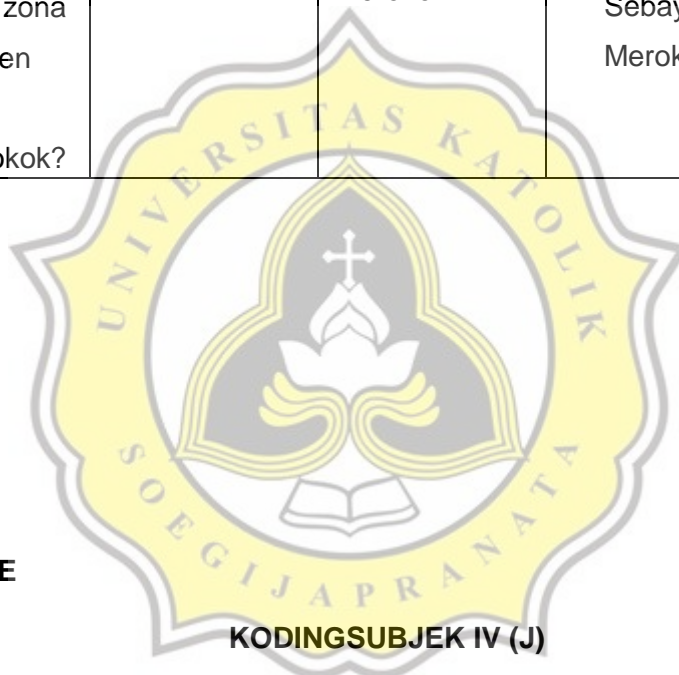 zona
en
okok?
Sebay
Merok
UNIVERSITAS KATOLIK
SOEGIJAPRANATA
E
KODINGSUBJEK IV (J)